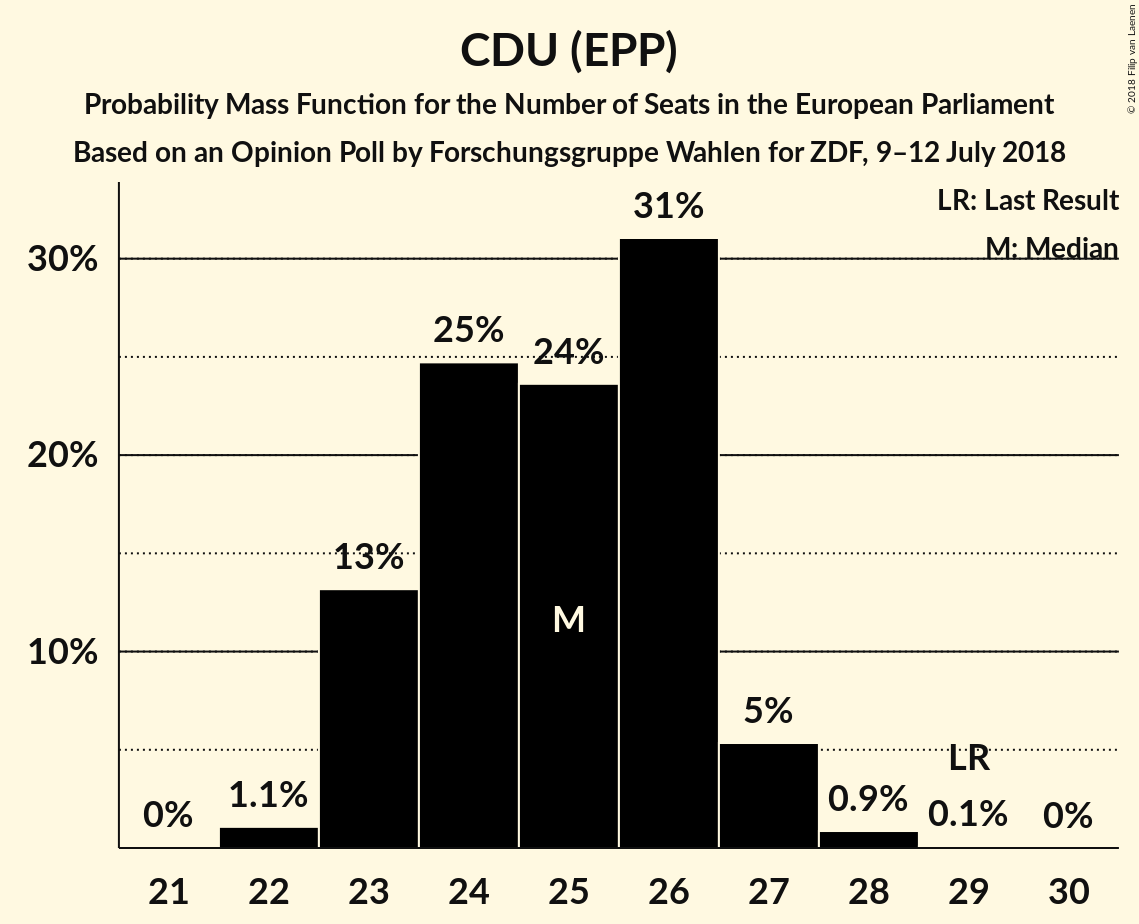 CDU (EPP)
Probability Mass Function for the Number of Seats in the European Parliament
Based on an Opinion Poll by Forschungsgruppe Wahlen for ZDF, 9–12 July 2018
© 2018 Filip van Laenen
LR: Last Result
M: Median
30%
20%
10%
0%
1.1%
13%
25%
24%
31%
5%
0.9%
0.1%
0%
M
LR
21 22 23 24 25 26 27 28 29 30